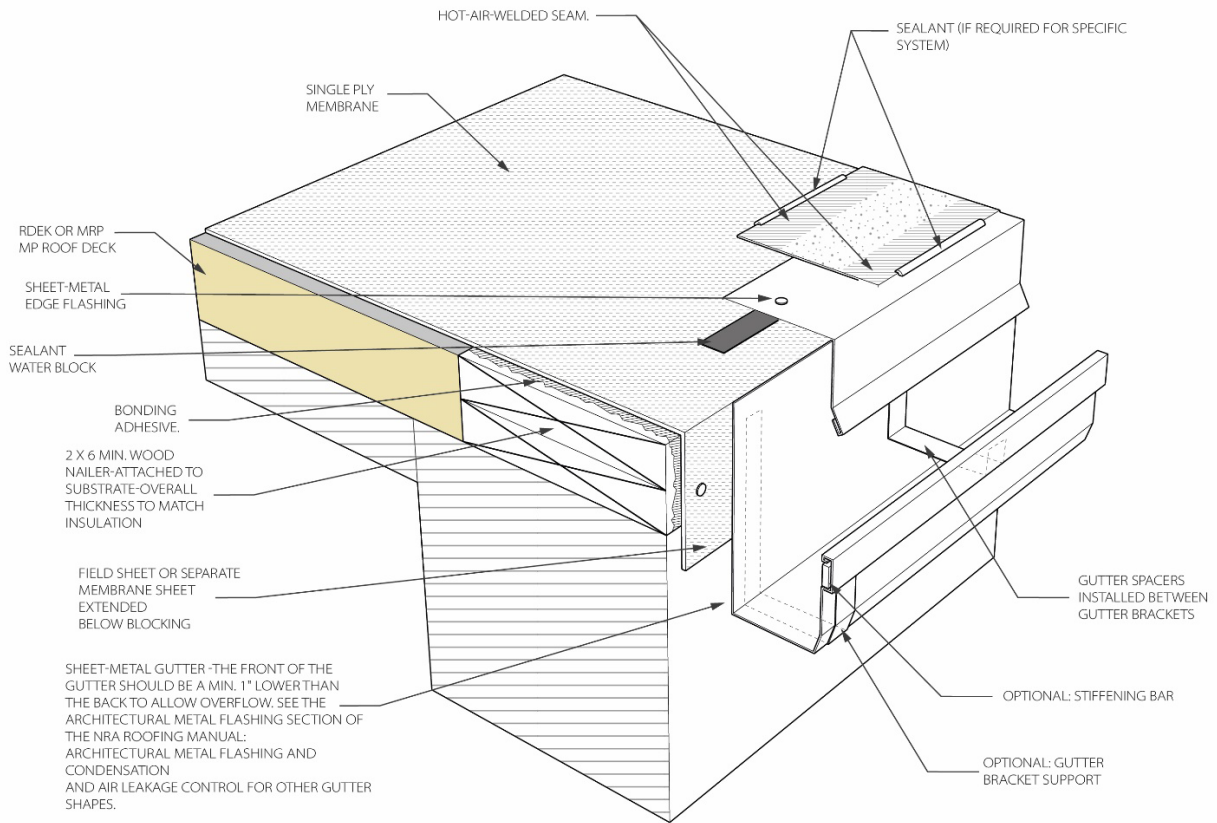 HOT-AIR-WELDED SEAM.
SEALANT (IF REQUIRED FOR SPECIFIC
SYSTEM)
SINGLE PLY
MEMBRANE
RDEK OR MRP
MP ROOF DECK
SHEET-METAL
EDGE FLASHING
SEALANT
WATER BLOCK
BONDING
ADHESIVE.
2 X 6 MIN. WOOD
NAILER-ATTACHED TO
SUBSTRATE-OVERALL
THICKNESS TO MATCH
INSULATION
FIELD SHEET OR SEPARATE
MEMBRANE SHEET
EXTENDED
BELOW BLOCKING
SHEET-METAL GUTTER -THE FRONT OF THE
GUTTER SHOULD BE A MIN. 1" LOWER THAN
THE BACK TO ALLOW OVERFLOW. SEE THE
ARCHITECTURAL METAL FLASHING SECTION OF
THE NRA ROOFING MANUAL:
ARCHITECTURAL METAL FLASHING AND
CONDENSATION
AND AIR LEAKAGE CONTROL FOR OTHER GUTTER
SHAPES.
GUTTER SPACERS
INSTALLED BETWEEN
GUTTER BRACKETS
OPTIONAL: STIFFENING BAR
OPTIONAL: GUTTER
BRACKET SUPPORT